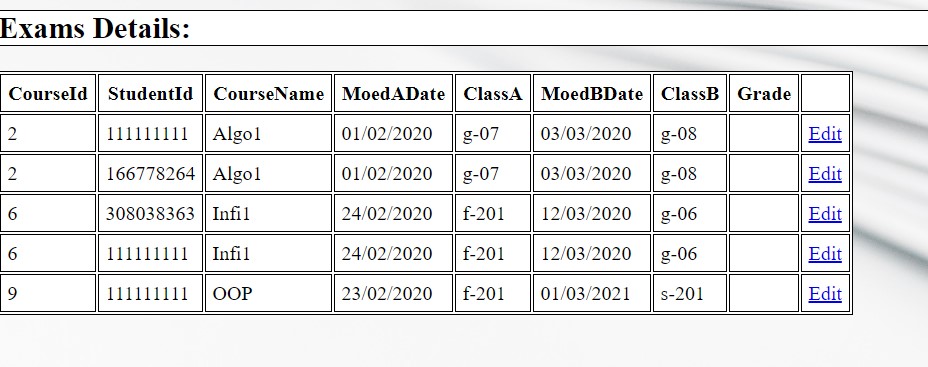 Exams Details:
CourseId StudentId CourseName MoedADate ClassA MoedBDate ClassB Grade
2 111111111 Algo1 01/02/2020 g-07 03/03/2020 g-08 Edit
2 166778264 Algo1 01/02/2020 g-07 03/03/2020 g-08 Edit
6 308038363 Infi1 24/02/2020 f-201 12/03/2020 g-06 Edit
6 111111111 Infi1 24/02/2020 f-201 12/03/2020 g-06 Edit
9 111111111 OOP 23/02/2020 f-201 01/03/2021 s-201 Edit